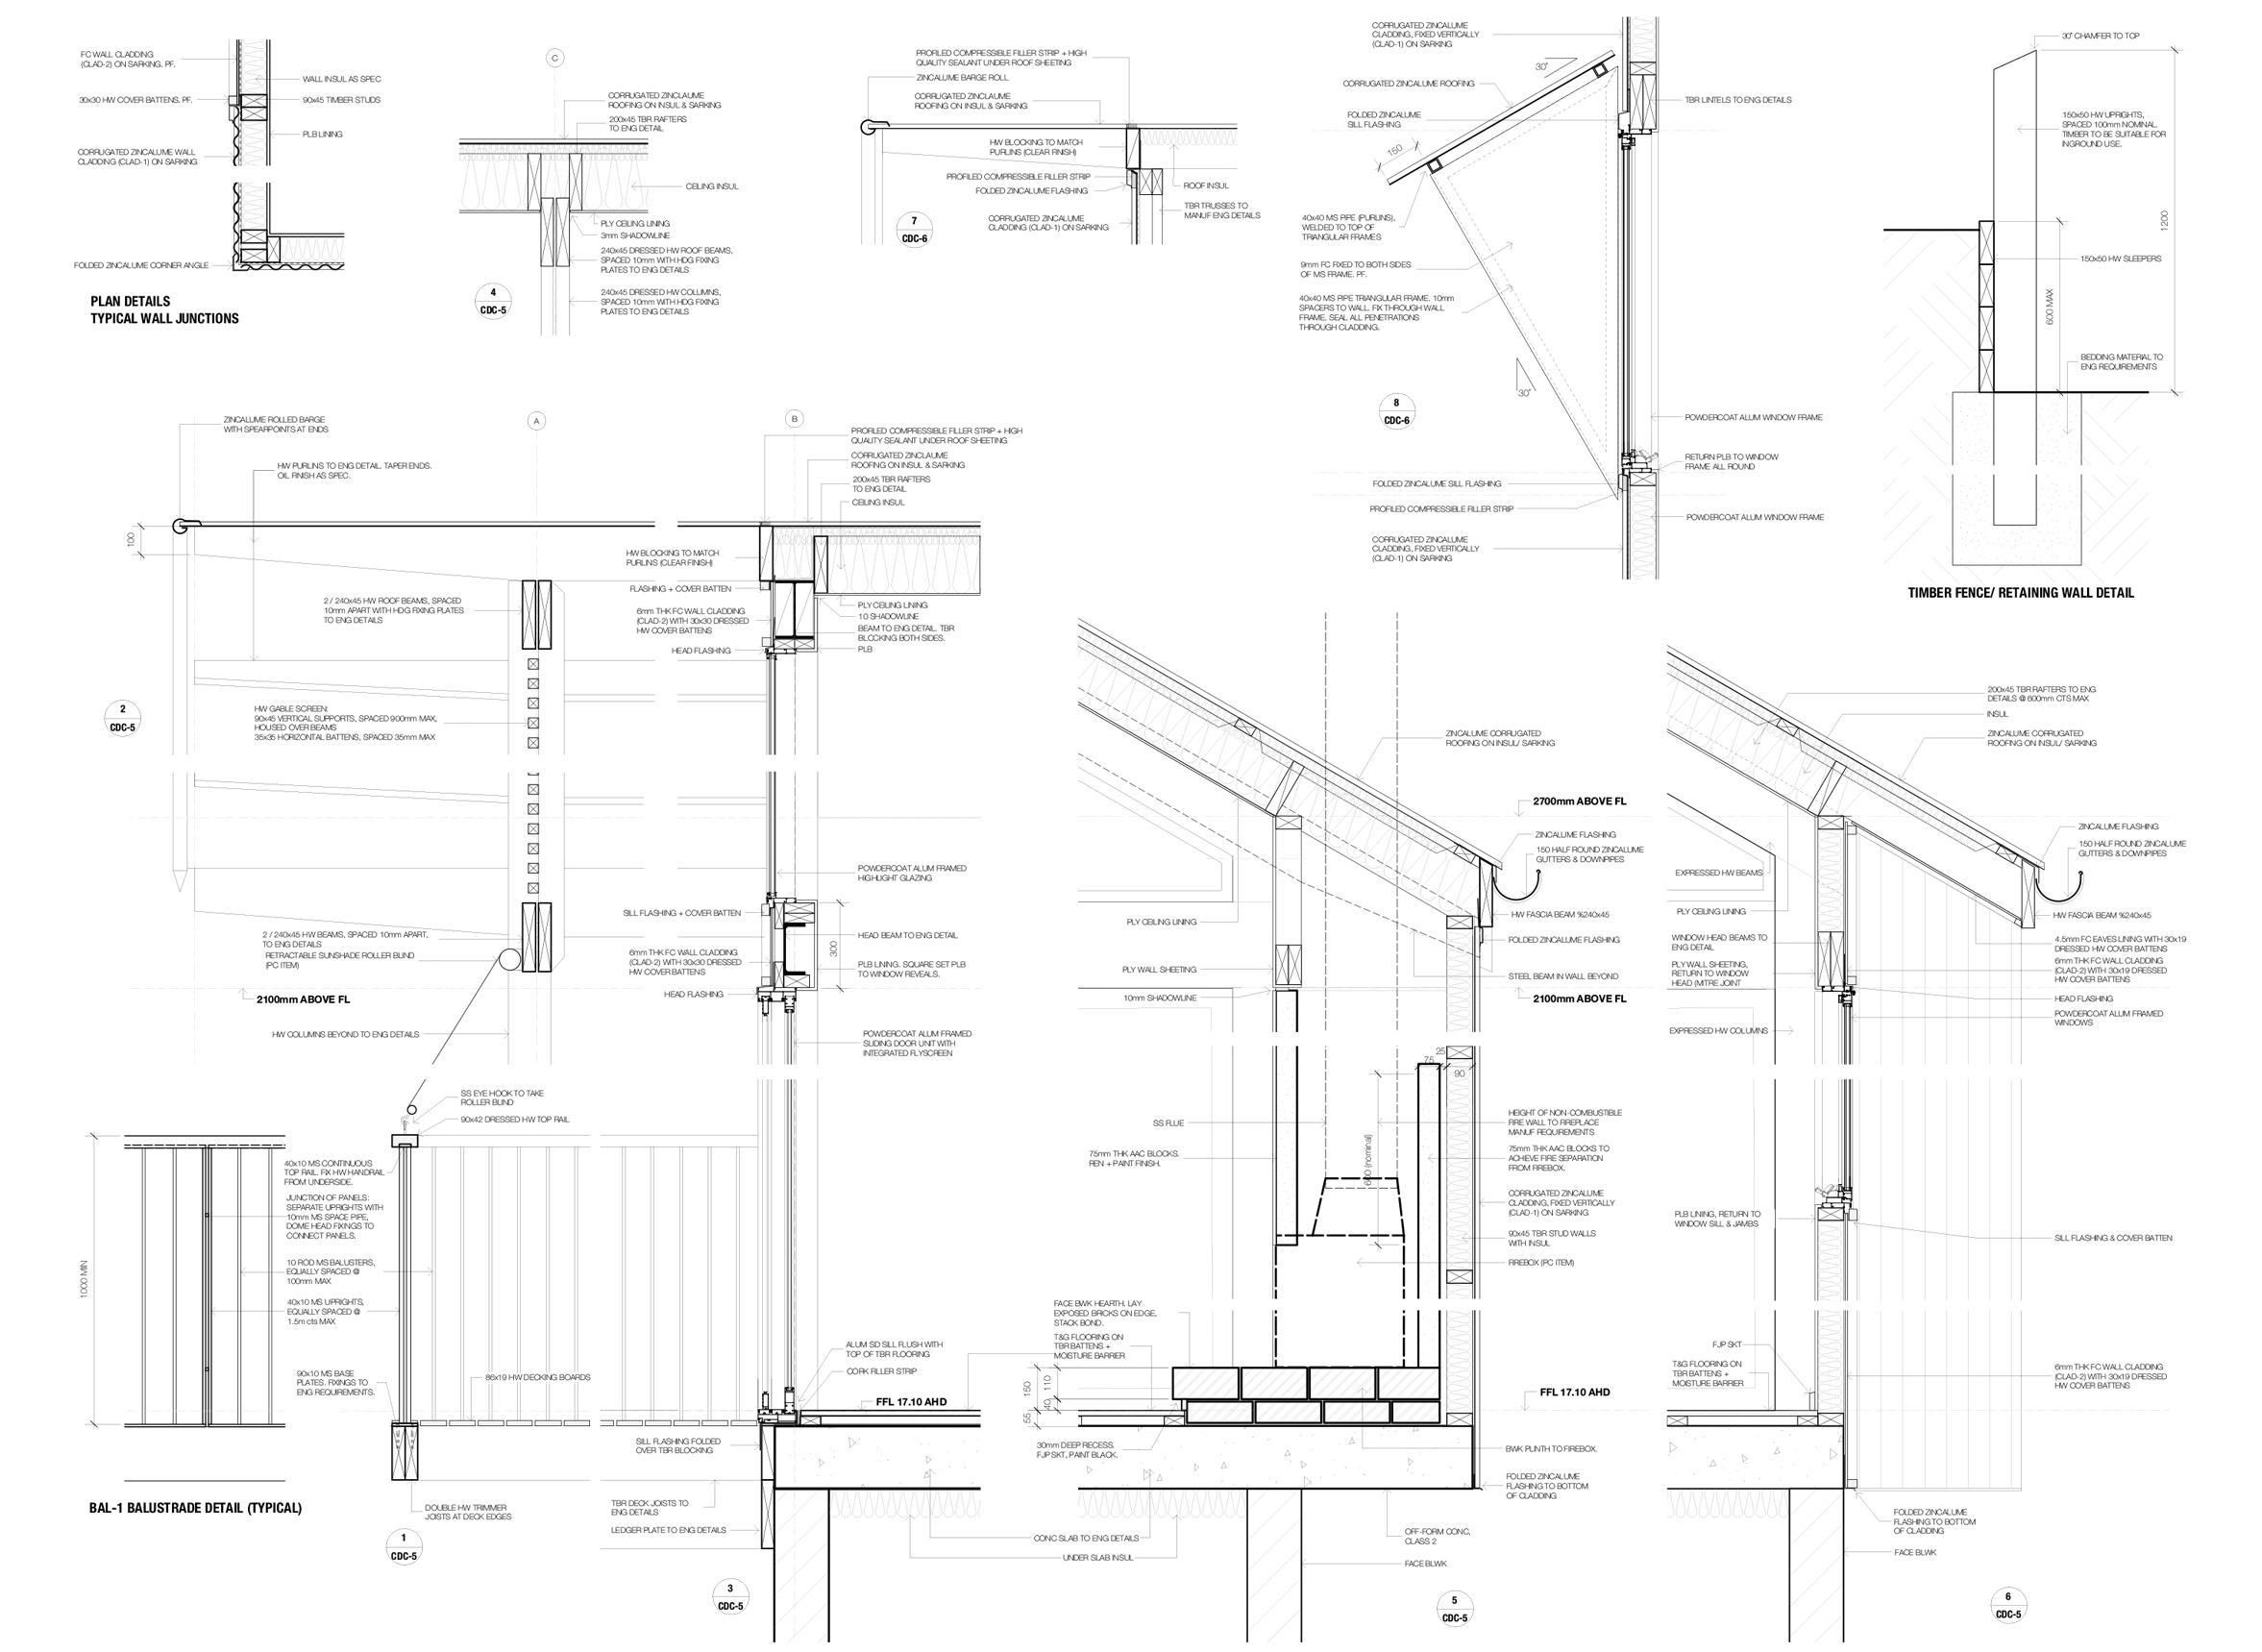 FC WALL CLADDING
(CLAD-2) ON SARKING. PF.
30x30 HW COVER BATTENS. PF.
CORRUGATED ZINCALUME WALL
CLADDING (CLAD-1) ON SARKING
FOLDED ZINCALUME CORNER ANGLE
WALL INSUL AS SPEC
90x45 TIMBER STUDS
PLB LINING
PLAN DETAILS
TYPICAL WALL JUNCTIONS
C
CORRUGATED ZINCLAUME
ROOFING ON INSUL & SARKING
200x45 TBR RAFTERS
TO ENG DETAIL
CEILING INSUL
PLY CEILING LINING
3mm SHADOWLINE
240x45 DRESSED HW ROOF BEAMS,
SPACED 10mm WITH HDG FIXING
PLATES TO ENG DETAILS
240x45 DRESSED HW COLUMNS,
SPACED 10mm WITH HDG FIXING
PLATES TO ENG DETAILS
4
CDC-5
PROFILED COMPRESSIBLE FILLER STRIP + HIGH
QUALITY SEALANT UNDER ROOF SHEETING
ZINCALUME BARGE ROLL
CORRUGATED ZINCLAUME
ROOFING ON INSUL & SARKING
HW BLOCKING TO MATCH
PURLINS (CLEAR FINISH)
PROFILED COMPRESSIBLE FILLER STRIP
FOLDED ZINCALUME FLASHING
CORRUGATED ZINCALUME
CLADDING (CLAD-1) ON SARKING
ROOF INSUL
TBR TRUSSES TO
MANUF ENG DETAILS
7
CDC-6
CORRUGATED ZINCALUME
CLADDING, FIXED VERTICALLY
(CLAD-1) ON SARKING
30°
CORRUGATED ZINCALUME ROOFING
FOLDED ZINCALUME
SILL FLASHING
150
TBR LINTELS TO ENG DETAILS
40x40 MS PIPE (PURLINS),
WELDED TO TOP OF
TRIANGULAR FRAMES
9mm FC FIXED TO BOTH SIDES
OF MS FRAME. PF.
40x40 MS PIPE TRIANGULAR FRAME. 10mm
SPACERS TO WALL. FIX THROUGH WALL
FRAME. SEAL ALL PENETRATIONS
THROUGH CLADDING.
30°
8
CDC-6
POWDERCOAT ALUM WINDOW FRAME
RETURN PLB TO WINDOW
FRAME ALL ROUND
FOLDED ZINCALUME SILL FLASHING
PROFILED COMPRESSIBLE FILLER STRIP
POWDERCOAT ALUM WINDOW FRAME
CORRUGATED ZINCALUME
CLADDING, FIXED VERTICALLY
(CLAD-1) ON SARKING
30° CHAMFER TO TOP
150x50 HW UPRIGHTS,
SPACED 100mm NOMINAL.
TIMBER TO BE SUITABLE FOR
INGROUND USE.
1200
150x50 HW SLEEPERS
600 MAX
BEDDING MATERIAL TO
ENG REQUIREMENTS
TIMBER FENCE/ RETAINING WALL DETAIL
ZINCALUME ROLLED BARGE
WITH SPEARPOINTS AT ENDS
A
B
HW PURLINS TO ENG DETAIL. TAPER ENDS.
OIL FINISH AS SPEC.
100
PROFILED COMPRESSIBLE FILLER STRIP + HIGH
QUALITY SEALANT UNDER ROOF SHEETING
CORRUGATED ZINCLAUME
ROOFING ON INSUL & SARKING
200x45 TBR RAFTERS
TO ENG DETAIL
CEILING INSUL
HW BLOCKING TO MATCH
PURLINS (CLEAR FINISH)
FLASHING + COVER BATTEN
6mm THK FC WALL CLADDING
(CLAD-2) WITH 30x30 DRESSED
HW COVER BATTENS
HEAD FLASHING
PLY CEILING LINING
10 SHADOWLINE
BEAM TO ENG DETAIL. TBR
BLOCKING BOTH SIDES.
PLB
2 / 240x45 HW ROOF BEAMS, SPACED
10mm APART WITH HDG FIXING PLATES
TO ENG DETAILS
2
CDC-5
HW GABLE SCREEN:
90x45 VERTICAL SUPPORTS, SPACED 900mm MAX,
HOUSED OVER BEAMS
35x35 HORIZONTAL BATTENS, SPACED 35mm MAX
POWDERCOAT ALUM FRAMED
HIGHLIGHT GLAZING
SILL FLASHING + COVER BATTEN
HEAD BEAM TO ENG DETAIL
300
6mm THK FC WALL CLADDING
(CLAD-2) WITH 30x30 DRESSED
HW COVER BATTENS
PLB LINING. SQUARE SET PLB
TO WINDOW REVEALS.
HEAD FLASHING
2 / 240x45 HW BEAMS, SPACED 10mm APART,
TO ENG DETAILS
RETRACTABLE SUNSHADE ROLLER BLIND
(PC ITEM)
2100mm ABOVE FL
HW COLUMNS BEYOND TO ENG DETAILS
POWDERCOAT ALUM FRAMED
SLIDING DOOR UNIT WITH
INTEGRATED FLYSCREEN
SS EYE HOOK TO TAKE
ROLLER BLIND
90x42 DRESSED HW TOP RAIL
1000 MIN
40x10 MS CONTINUOUS
TOP RAIL. FIX HW HANDRAIL
FROM UNDERSIDE.
JUNCTION OF PANELS:
SEPARATE UPRIGHTS WITH
10mm MS SPACE PIPE,
DOME HEAD FIXINGS TO
CONNECT PANELS.
10 ROD MS BALUSTERS,
EQUALLY SPACED @
100mm MAX
40x10 MS UPRIGHTS,
EQUALLY SPACED @
1.5m cts MAX
90x10 MS BASE
PLATES. FIXINGS TO
ENG REQUIREMENTS.
86x19 HW DECKING BOARDS
BAL-1 BALUSTRADE DETAIL (TYPICAL)
DOUBLE HW TRIMMER
JOISTS AT DECK EDGES
1
CDC-5
ALUM SD SILL FLUSH WITH
TOP OF TBR FLOORING
CORK FILLER STRIP
FFL 17.10 AHD
SILL FLASHING FOLDED
OVER TBR BLOCKING
TBR DECK JOISTS TO
ENG DETAILS
LEDGER PLATE TO ENG DETAILS
3
CDC-5
ZINCALUME CORRUGATED
ROOFING ON INSUL/ SARKING
2700mm ABOVE FL
ZINCALUME FLASHING
150 HALF ROUND ZINCALUME
GUTTERS & DOWNPIPES
PLY CEILING LINING
HW FASCIA BEAM %240x45
FOLDED ZINCALUME FLASHING
PLY WALL SHEETING
STEEL BEAM IN WALL BEYOND
10mm SHADOWLINE
2100mm ABOVE FL
25
75
90
SS FLUE
600 (nominal)
75mm THK AAC BLOCKS.
REN + PAINT FINISH.
HEIGHT OF NON-COMBUSTIBLE
FIRE WALL TO FIREPLACE
MANUF REQUIREMENTS
75mm THK AAC BLOCKS TO
ACHIEVE FIRE SEPARATION
FROM FIREBOX.
CORRUGATED ZINCALUME
CLADDING, FIXED VERTICALLY
(CLAD-1) ON SARKING
90x45 TBR STUD WALLS
WITH INSUL
FIREBOX (PC ITEM)
FACE BWK HEARTH. LAY
EXPOSED BRICKS ON EDGE,
STACK BOND.
T&G FLOORING ON
TBR BATTENS +
MOISTURE BARRIER
150
110
40
55
FFL 17.10 AHD
30mm DEEP RECESS.
FJP SKT, PAINT BLACK.
BWK PLINTH TO FIREBOX.
FOLDED ZINCALUME
FLASHING TO BOTTOM
OF CLADDING
CONC SLAB TO ENG DETAILS
UNDER SLAB INSUL
OFF-FORM CONC,
CLASS 2
FACE BLWK
5
CDC-5
200x45 TBR RAFTERS TO ENG
DETAILS @ 600mm CTS MAX
INSUL
ZINCALUME CORRUGATED
ROOFING ON INSUL/ SARKING
ZINCALUME FLASHING
150 HALF ROUND ZINCALUME
GUTTERS & DOWNPIPES
EXPRESSED HW BEAMS
PLY CEILING LINING
HW FASCIA BEAM %240x45
WINDOW HEAD BEAMS TO
ENG DETAIL
PLY WALL SHEETING,
RETURN TO WINDOW
HEAD (MITRE JOINT
4.5mm FC EAVES LINING WITH 30x19
DRESSED HW COVER BATTENS
6mm THK FC WALL CLADDING
(CLAD-2) WITH 30x19 DRESSED
HW COVER BATTENS
HEAD FLASHING
POWDERCOAT ALUM FRAMED
WINDOWS
EXPRESSED HW COLUMNS
PLB LINING, RETURN TO
WINDOW SILL & JAMBS
SILL FLASHING & COVER BATTEN
FJP SKT
T&G FLOORING ON
TBR BATTENS +
MOISTURE BARRIER
6mm THK FC WALL CLADDING
(CLAD-2) WITH 30x19 DRESSED
HW COVER BATTENS
FOLDED ZINCALUME
FLASHING TO BOTTOM
OF CLADDING
FACE BLWK
6
CDC-5